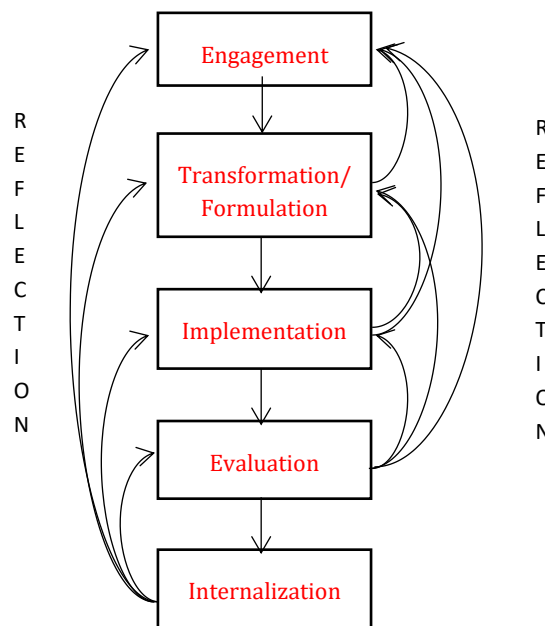 Engagement
Transformation/
Formulation
Implementation
Evaluation
Internalization
R
E
F
L
E
C
T
I
O
N
R
E
F
L
E
C
T
I
O
N